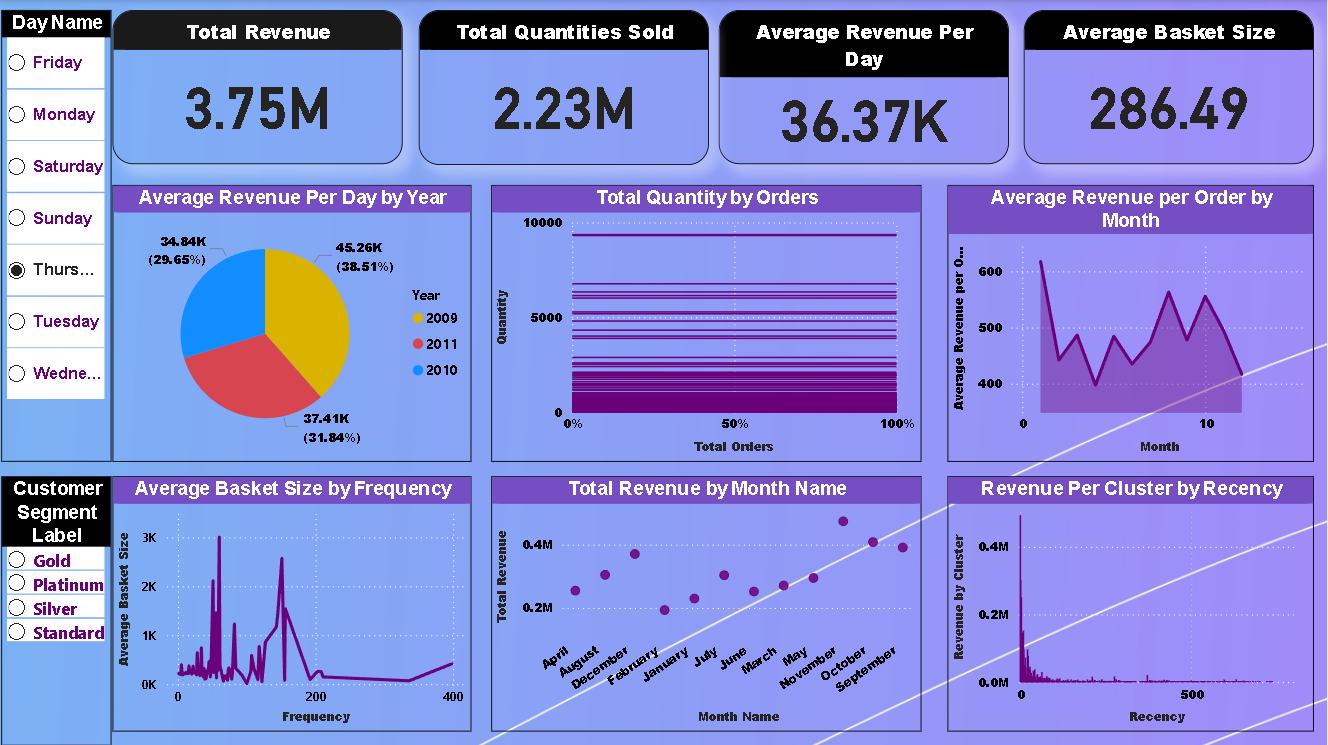 Day Name
Friday
Monday
Saturday
Sunday
Thurs...
Tuesday
Wedne...
Total Revenue
3.75M
Total Quantities Sold
2.23M
Average Revenue Per
Day
36.37K
Average Basket Size
286.49
Average Revenue Per Day by Year
34.84K
(29.65%)
45.26K
(38.51%)
37.41K
(31.84%)
Year
2009
2011
2010
Total Quantity by Orders
Quantity
10000
5000
0
0%
50%
100%
Total Orders
Average Revenue per Order by
Month
Average Revenue per O...
600
500
400
0
10
Month
Customer
Segment
Label
Gold
Platinum
Silver
Standard
Average Basket Size by Frequency
Average Basket Size
3K
2K
1K
0K
0
200
400
Frequency
Total Revenue by Month Name
Total Revenue
0.4M
0.2M
April
August
December
February
January
July
June
March
May
November
October
September
Month Name
Revenue Per Cluster by Recency
Revenue by Cluster
0.4M
0.2M
0.0M
0
500
Recency